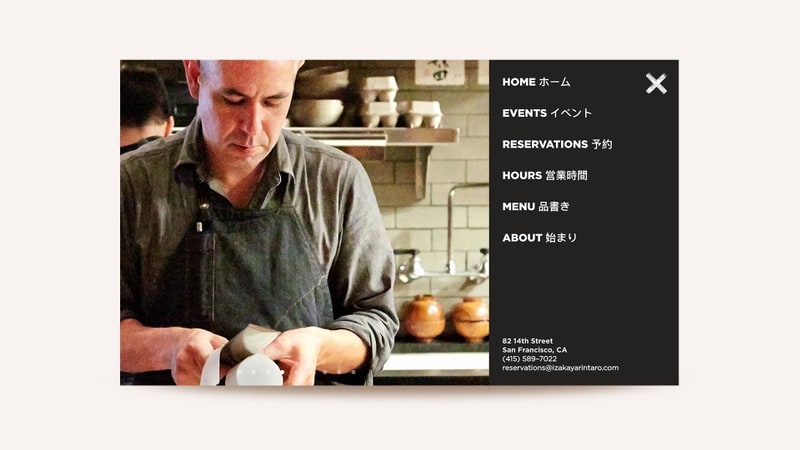 HOME ホーム
EVENTS イベント
RESERVATIONS 予約
HOURS 営業時間
MENU 品書き
ABOUT 始まり
82 14th Street
San Francisco, CA
(415) 589–7022
reservations@izakayarintaro.com